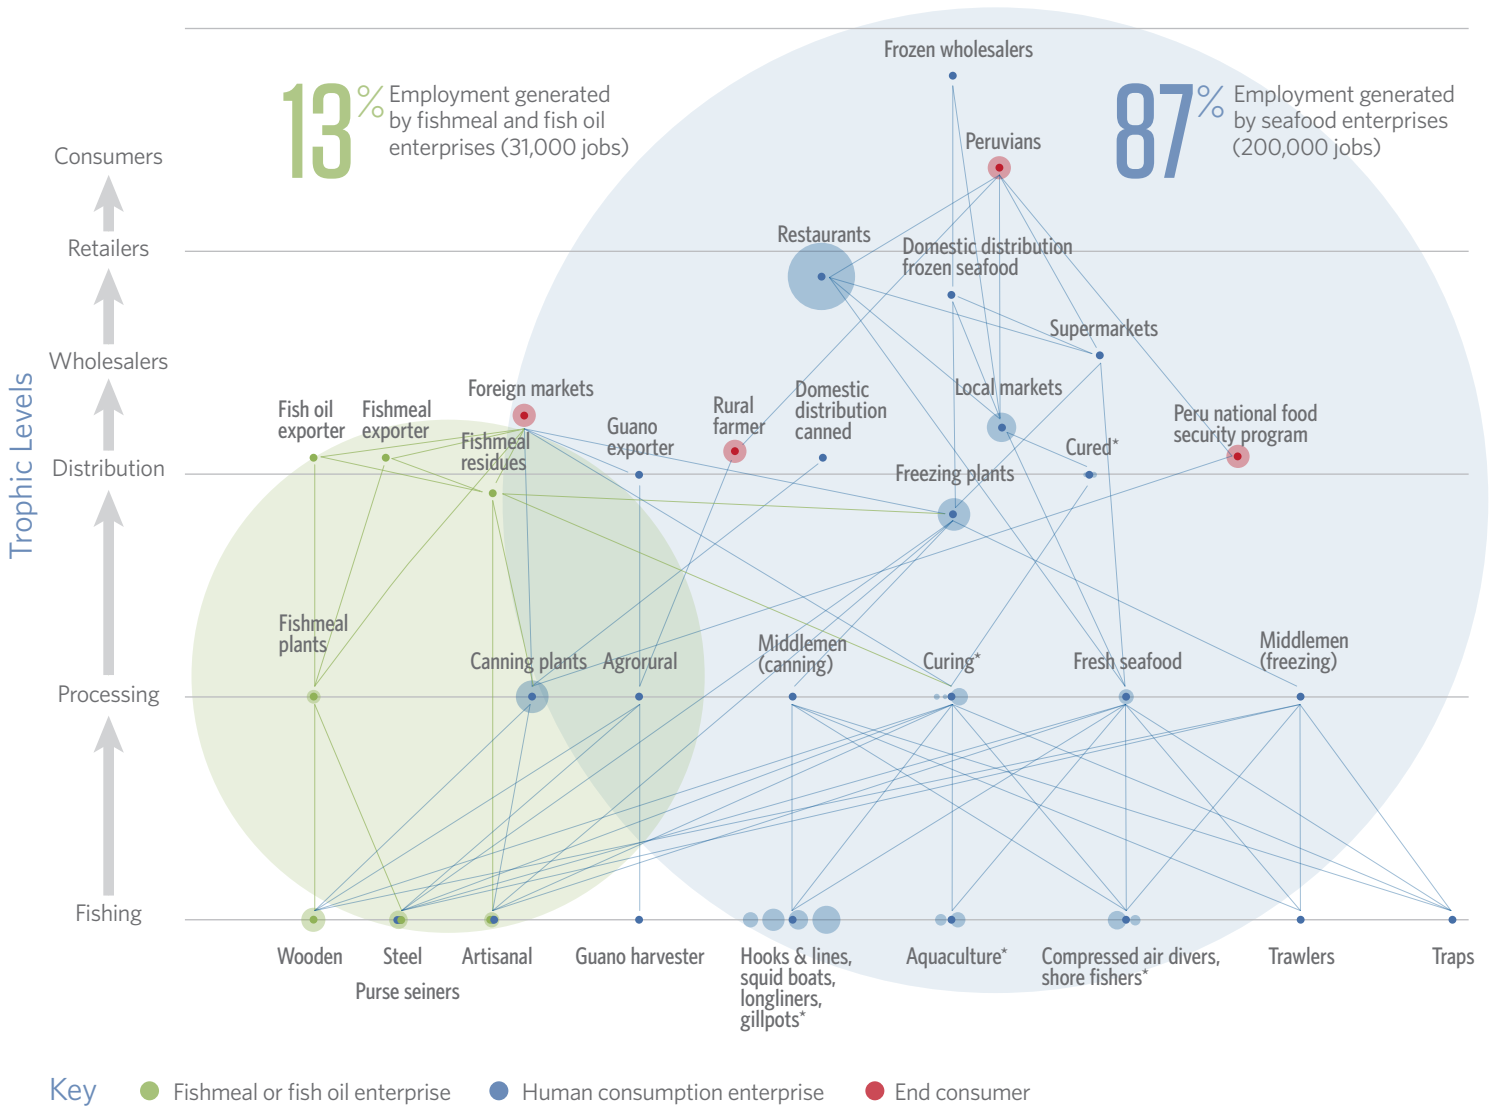 Frozen wholesalers
13%
Employment generated
by fishmeal and fish oil
enterprises (31,000 jobs)
87%
Employment generated
by seafood enterprises
(200,000 jobs)
Trophic Levels
Consumers
Retailers
Wholesalers
Distribution
Processing
Fishing
Peruvians
Restaurants
Domestic distribution
frozen seafood
Supermarkets
Foreign markets
Domestic
distribution
canned
Local markets
Fish oil
exporter
Fishmeal
exporter
Fishmeal
residues
Guano
exporter
Rural
farmer
Peru national food
security program
Cured*
Freezing plants
Fishmeal
plants
Canning plants
Agrorural
Middlemen
(canning)
Curing*
Fresh seafood
Middlemen
(freezing)
Wooden
Steel
Artisanal
Purse seiners
Guano harvester
Hooks & lines,
squid boats,
longliners,
gillpots*
Aquaculture*
Compressed air divers,
shore fishers*
Trawlers
Traps
Key
Fishmeal or fish oil enterprise
Human consumption enterprise
End consumer